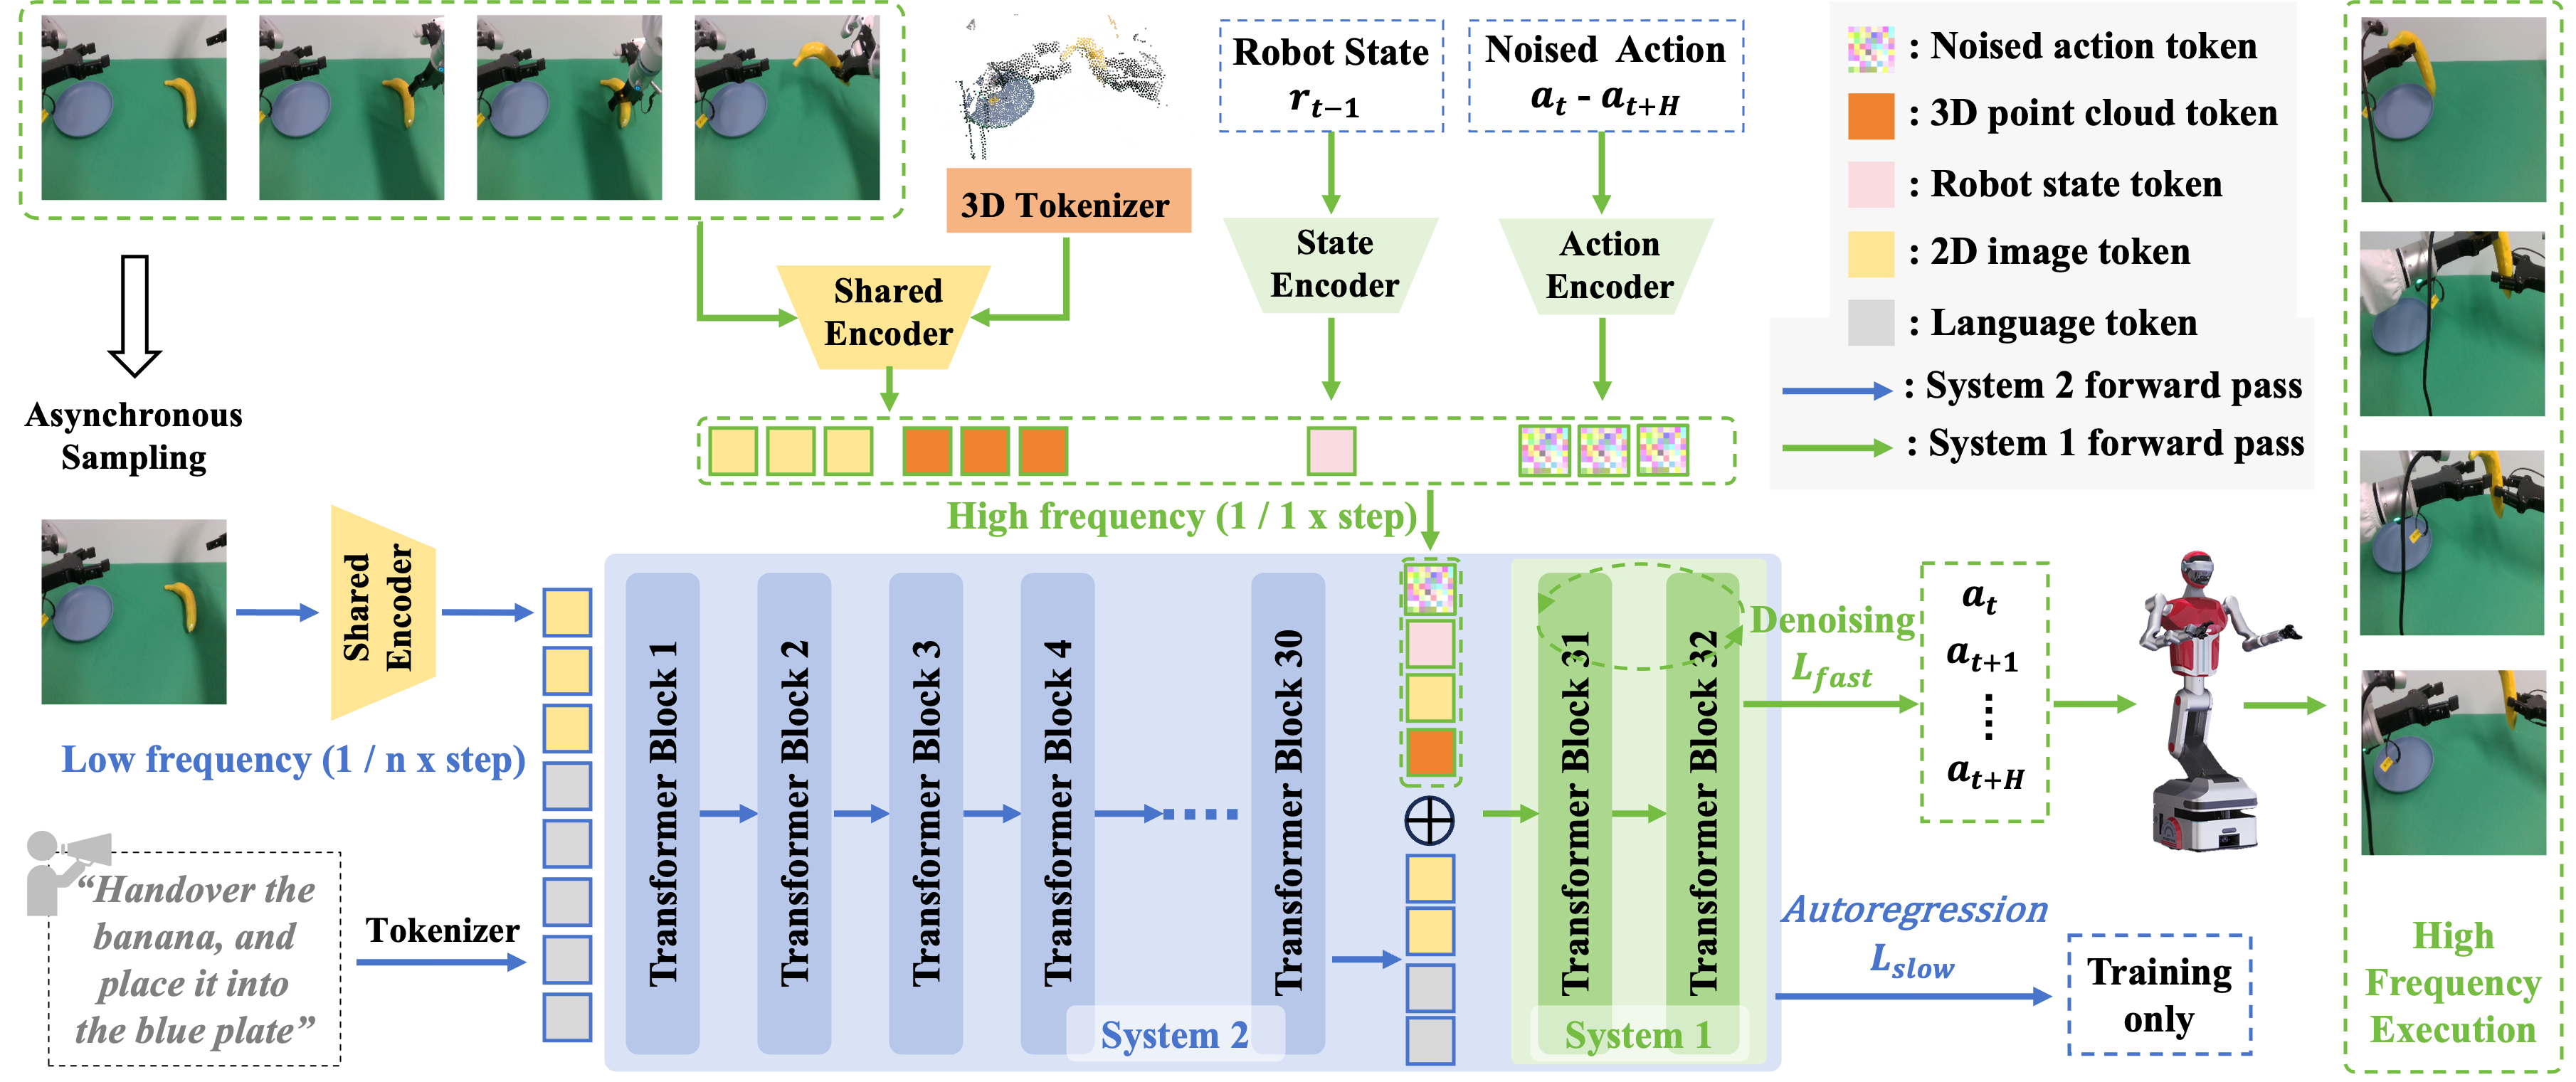 3D Tokenizer
Robot State
r_{t-1}
Noised Action
a_t - a_{t+H}
State
Encoder
Action
Encoder
Shared
Encoder
: Noised action token
: 3D point cloud token
: Robot state token
: 2D image token
: Language token
: System 2 forward pass
: System 1 forward pass
Asynchronous
Sampling
High frequency (1 / 1 x step)
Shared
Encoder
Low frequency (1 / n x step)
“Handover the
banana, and
place it into
the blue plate”
Tokenizer
Transformer Block 1
Transformer Block 2
Transformer Block 3
Transformer Block 4
Transformer Block 30
System 2
Transformer Block 31
Transformer Block 32
System 1
Denoising
L_{fast}
a_t
a_{t+1}
a_{t+H}
Autoregression
L_{slow}
Training
only
High
Frequency
Execution